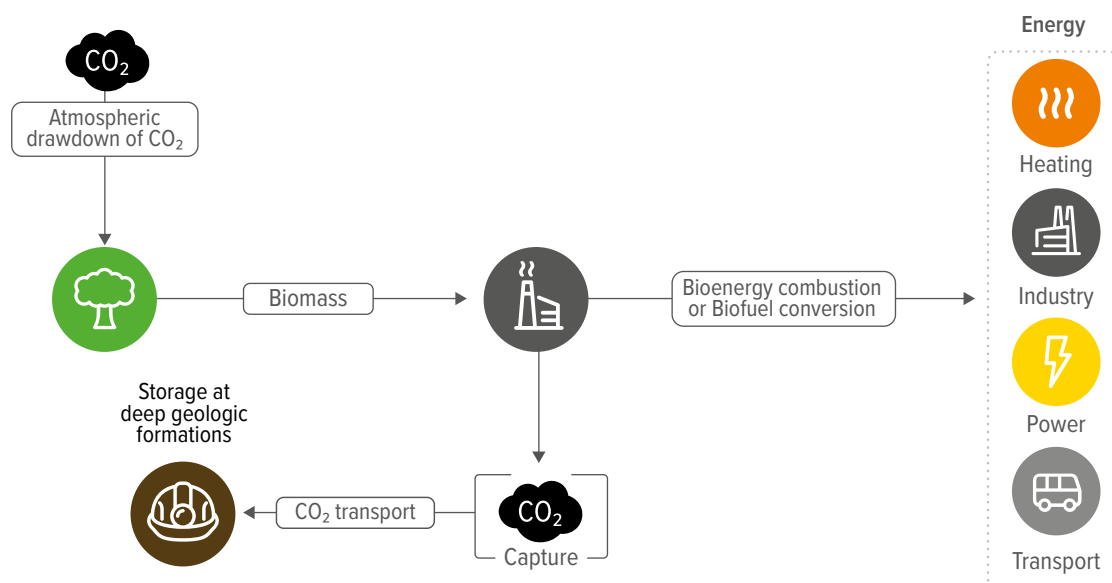 Energy
CO₂
Atmospheric
drawdown of CO₂
Heating
Biomass
Bioenergy combustion
or Biofuel conversion
Industry
Storage at
deep geologic
formations
Power
CO₂ transport
CO₂
Capture
Transport